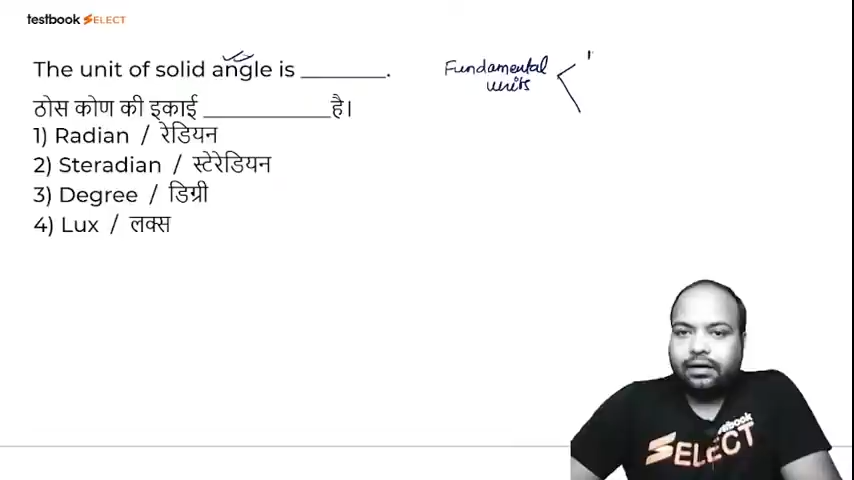 testbook SELECT
The unit of solid angle is ________.
Fundamental
units
ठोस कोण की इकाई ____________ है।
1) Radian / रेडियन
2) Steradian / स्टेरेडियन
3) Degree / डिग्री
4) Lux / लक्स
testbook
SELECT